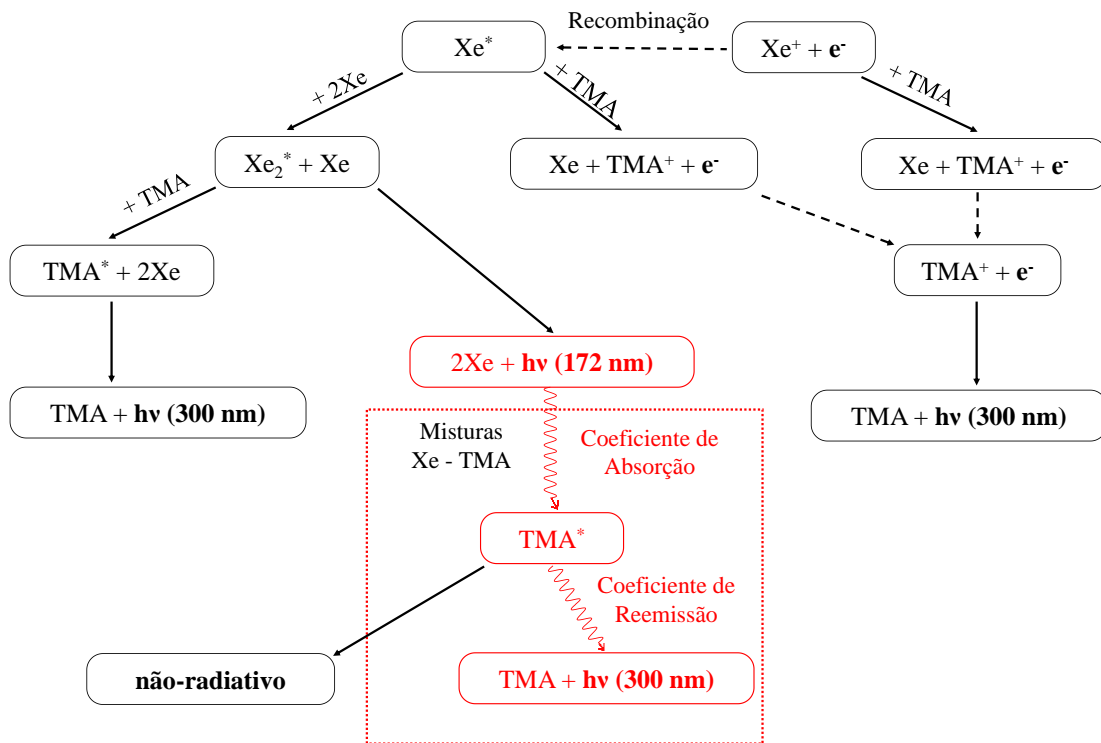 Recombinação
Xe* Xe⁺ + e⁻
+ 2Xe + TMA + TMA
Xe₂* + Xe Xe + TMA⁺ + e⁻ Xe + TMA⁺ + e⁻
+ TMA
TMA* + 2Xe TMA⁺ + e⁻
2Xe + hν (172 nm)
TMA + hν (300 nm) TMA + hν (300 nm)
Misturas Coeficiente de
Xe - TMA Absorção
TMA*
Coeficiente de
Reemissão
não-radiativo TMA + hν (300 nm)